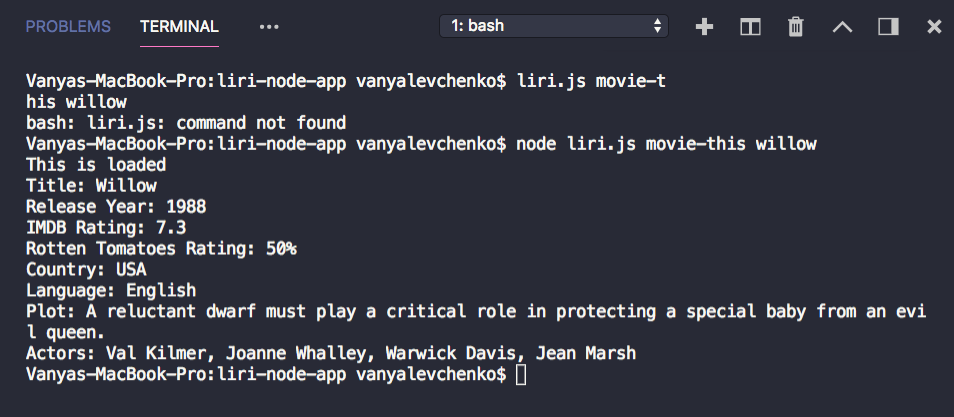 PROBLEMS TERMINAL ••• 1: bash
Vanyas-MacBook-Pro:liri-node-app vanyalevchenko$ liri.js movie-t
his willow
bash: liri.js: command not found
Vanyas-MacBook-Pro:liri-node-app vanyalevchenko$ node liri.js movie-this willow
This is loaded
Title: Willow
Release Year: 1988
IMDB Rating: 7.3
Rotten Tomatoes Rating: 50%
Country: USA
Language: English
Plot: A reluctant dwarf must play a critical role in protecting a special baby from an evi
l queen.
Actors: Val Kilmer, Joanne Whalley, Warwick Davis, Jean Marsh
Vanyas-MacBook-Pro:liri-node-app vanyalevchenko$